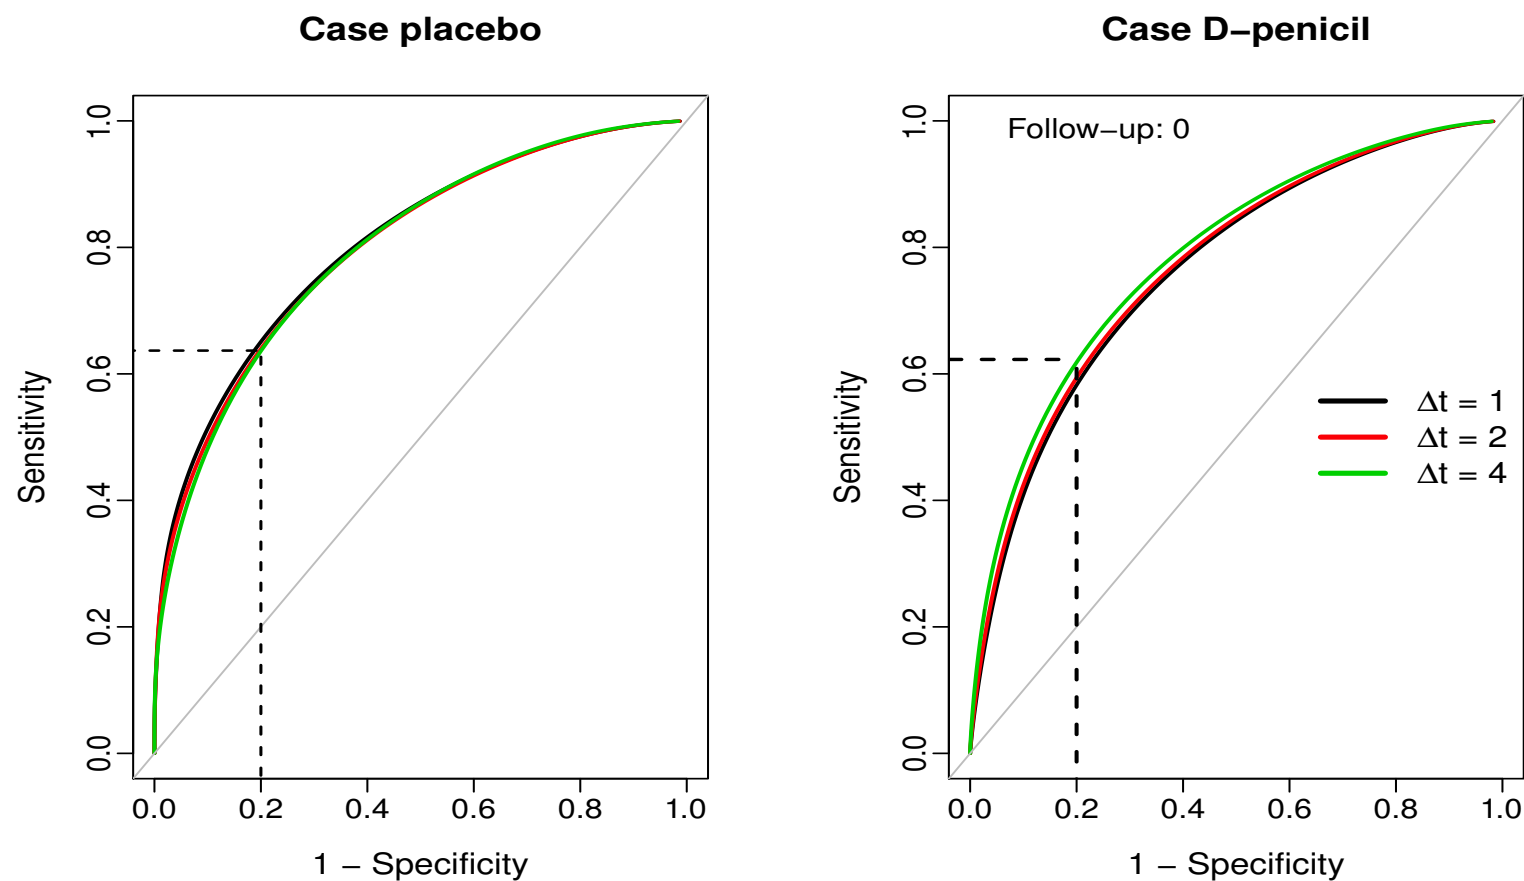 Case placebo
Sensitivity
1.0
0.8
0.6
0.4
0.2
0.0
0.0 0.2 0.4 0.6 0.8 1.0
1 − Specificity
Case D−penicil
Follow−up: 0
Sensitivity
1.0
0.8
0.6
0.4
0.2
0.0
Δt = 1
Δt = 2
Δt = 4
0.0 0.2 0.4 0.6 0.8 1.0
1 − Specificity